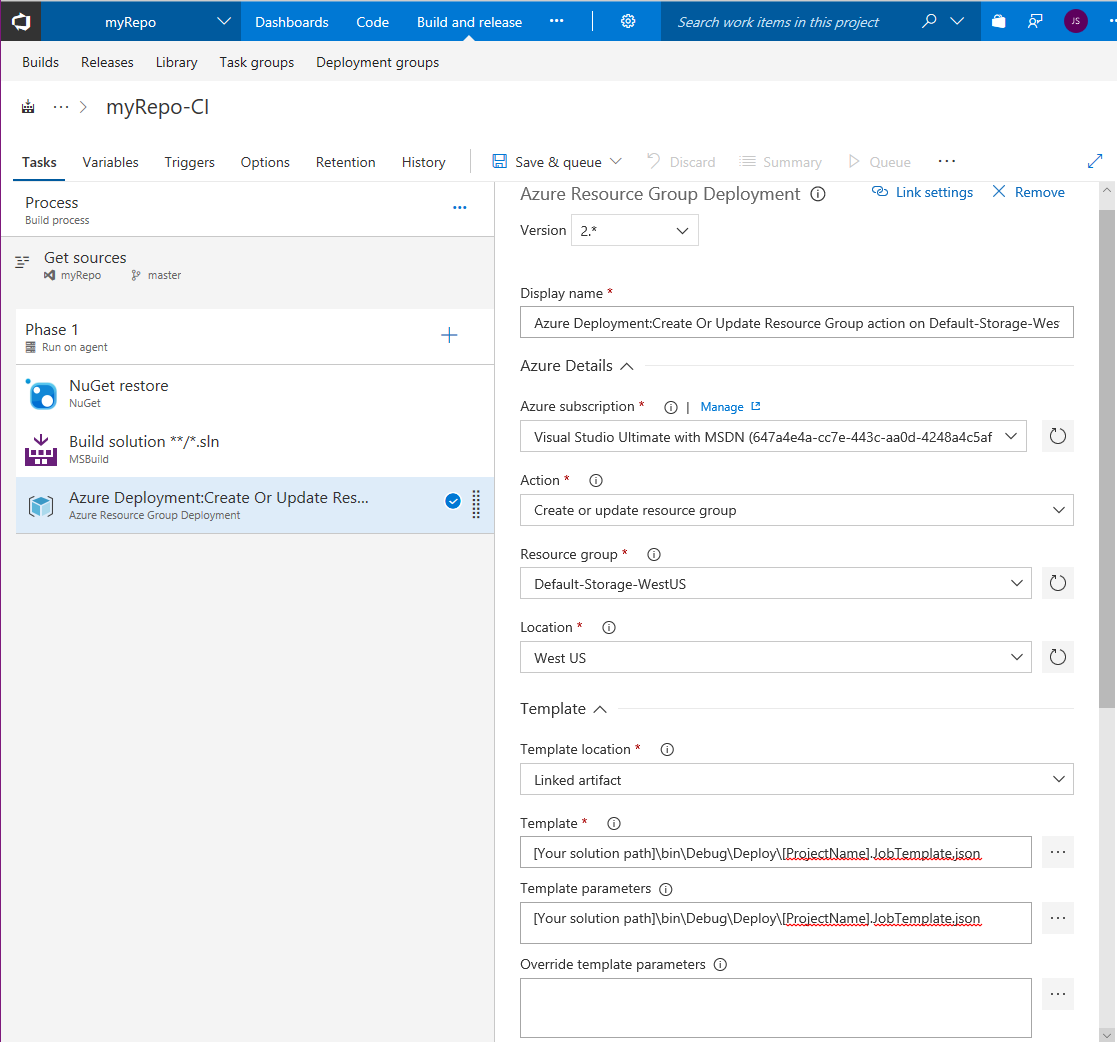 myRepo Dashboards Code Build and release ··· Search work items in this project JS
Builds Releases Library Task groups Deployment groups
··· > myRepo-CI
Tasks Variables Triggers Options Retention History Save & queue Discard Summary Queue ···
Process
Build process
Get sources
myRepo master
Phase 1
Run on agent
NuGet restore
NuGet
Build solution **/*.sln
MSBuild
Azure Deployment:Create Or Update Res...
Azure Resource Group Deployment
Azure Resource Group Deployment Link settings Remove
Version 2.*
Display name *
Azure Deployment:Create Or Update Resource Group action on Default-Storage-Wes
Azure Details
Azure subscription * | Manage
Visual Studio Ultimate with MSDN (647a4e4a-cc7e-443c-aa0d-4248a4c5af
Action *
Create or update resource group
Resource group *
Default-Storage-WestUS
Location *
West US
Template
Template location *
Linked artifact
Template *
[Your solution path]\bin\Debug\Deploy\[ProjectName].JobTemplate.json
Template parameters
[Your solution path]\bin\Debug\Deploy\[ProjectName].JobTemplate.json
Override template parameters